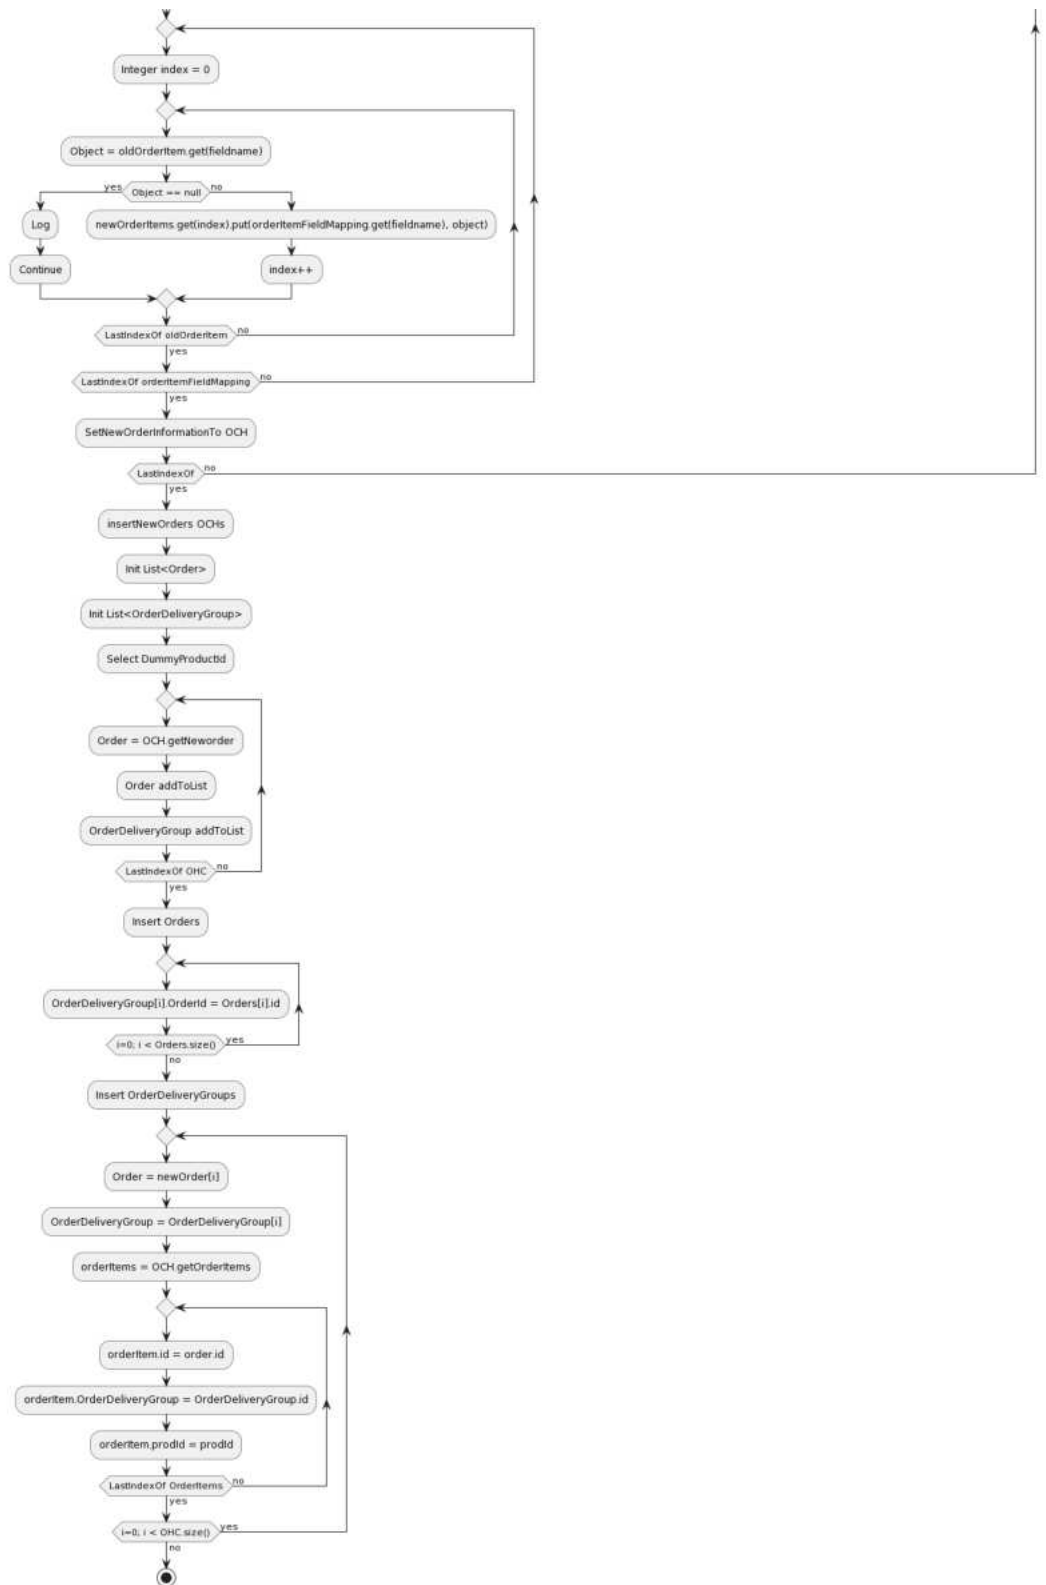 Integer index = 0
Object = oldOrderItem.get(fieldname)
yes
Object == null
no
Log
newOrderItems.get(index).put(orderItemFieldMapping.get(fieldname), object)
Continue
index++
LastIndexOf oldOrderItem
no
yes
LastIndexOf orderItemFieldMapping
no
yes
SetNewOrderInformationTo OCH
LastIndexOf
no
yes
insertNewOrders OCHs
Init List<Order>
Init List<OrderDeliveryGroup>
Select DummyProductId
Order = OCH.getNeworder
Order addToList
OrderDeliveryGroup addToList
LastIndexOf OHC
no
yes
Insert Orders
OrderDeliveryGroup[i].OrderId = Orders[i].id
i=0; i < Orders.size()
yes
no
Insert OrderDeliveryGroups
Order = newOrder[i]
OrderDeliveryGroup = OrderDeliveryGroup[i]
orderItems = OCH.getOrderItems
orderItem.id = order.id
orderItem.OrderDeliveryGroup = OrderDeliveryGroup.id
orderItem.prodId = prodId
LastIndexOf OrderItems
no
yes
i=0; i < OHC.size()
yes
no